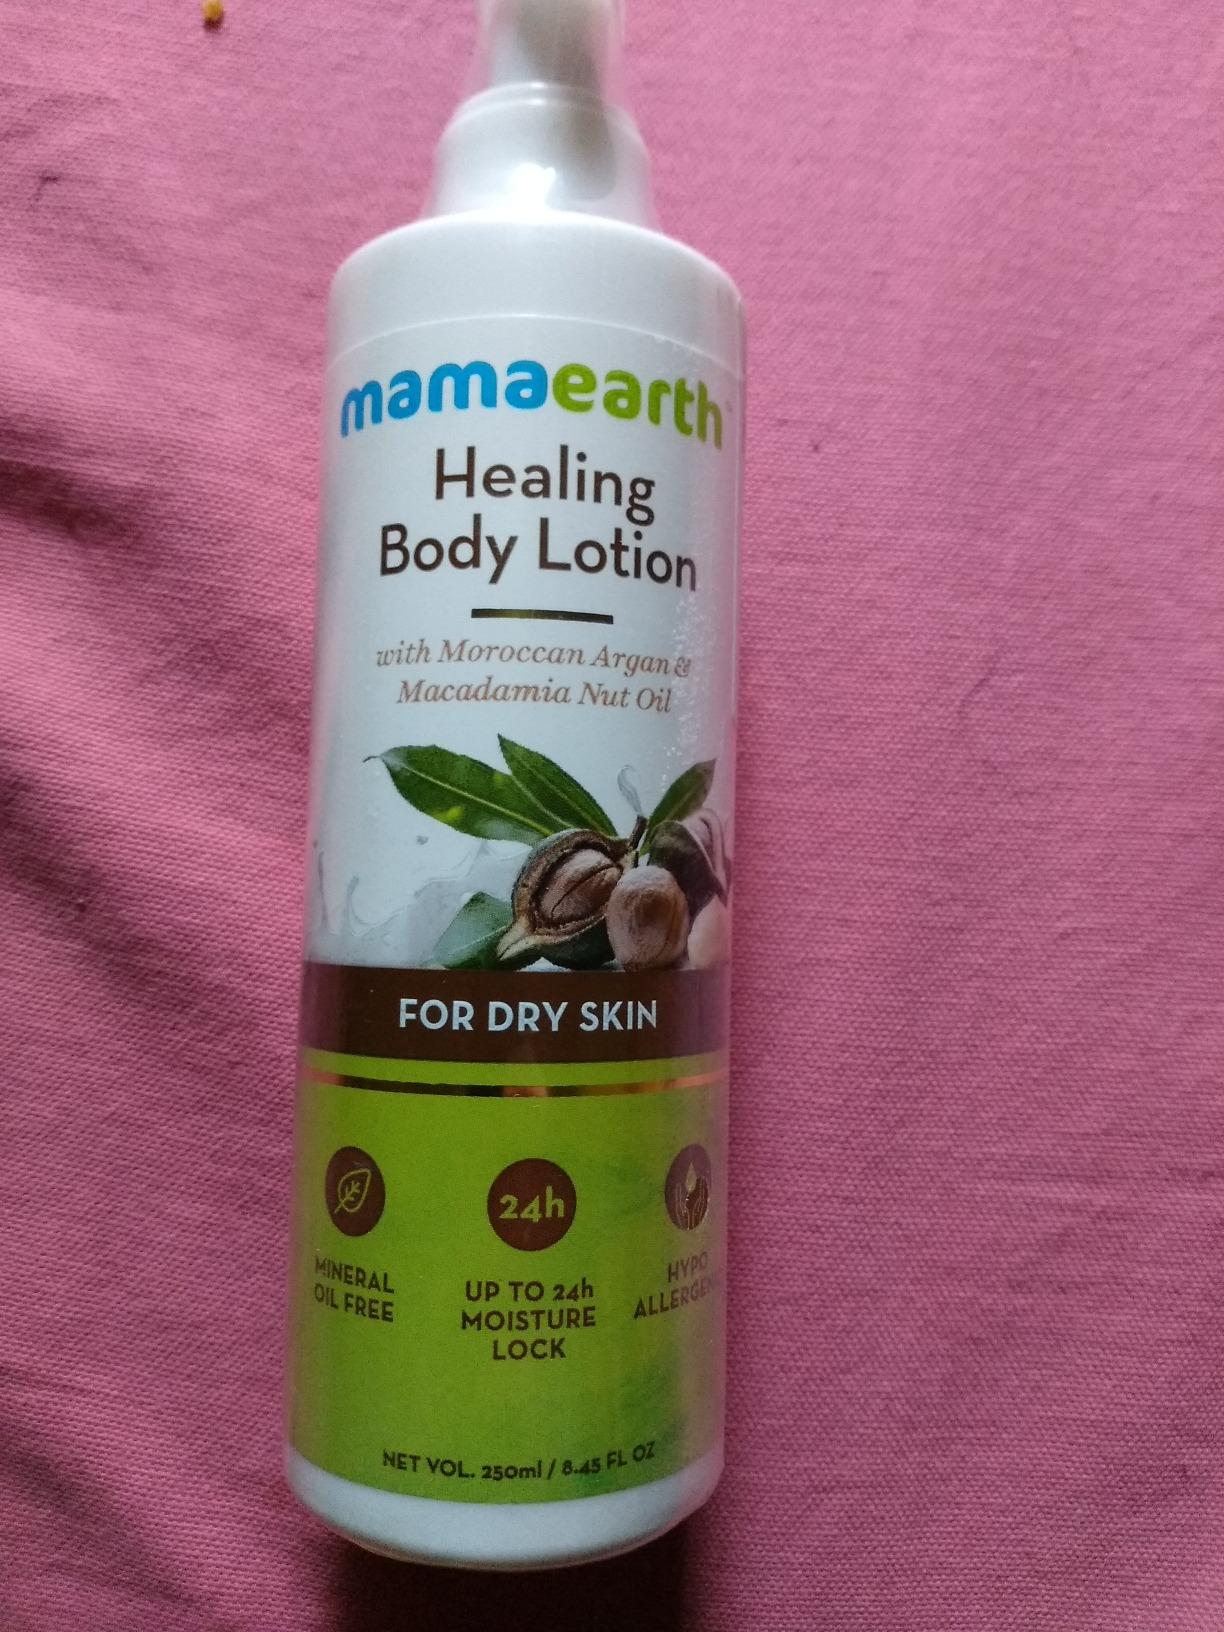 mamaearth
Healing
Body Lotion
with Moroccan Argan &
Macadamia Nut Oil
FOR DRY SKIN
24h
MINERAL
OIL FREE
UP TO 24h
MOISTURE
LOCK
HYPO
NET VOL. 250ml / 8.45 FL OZ